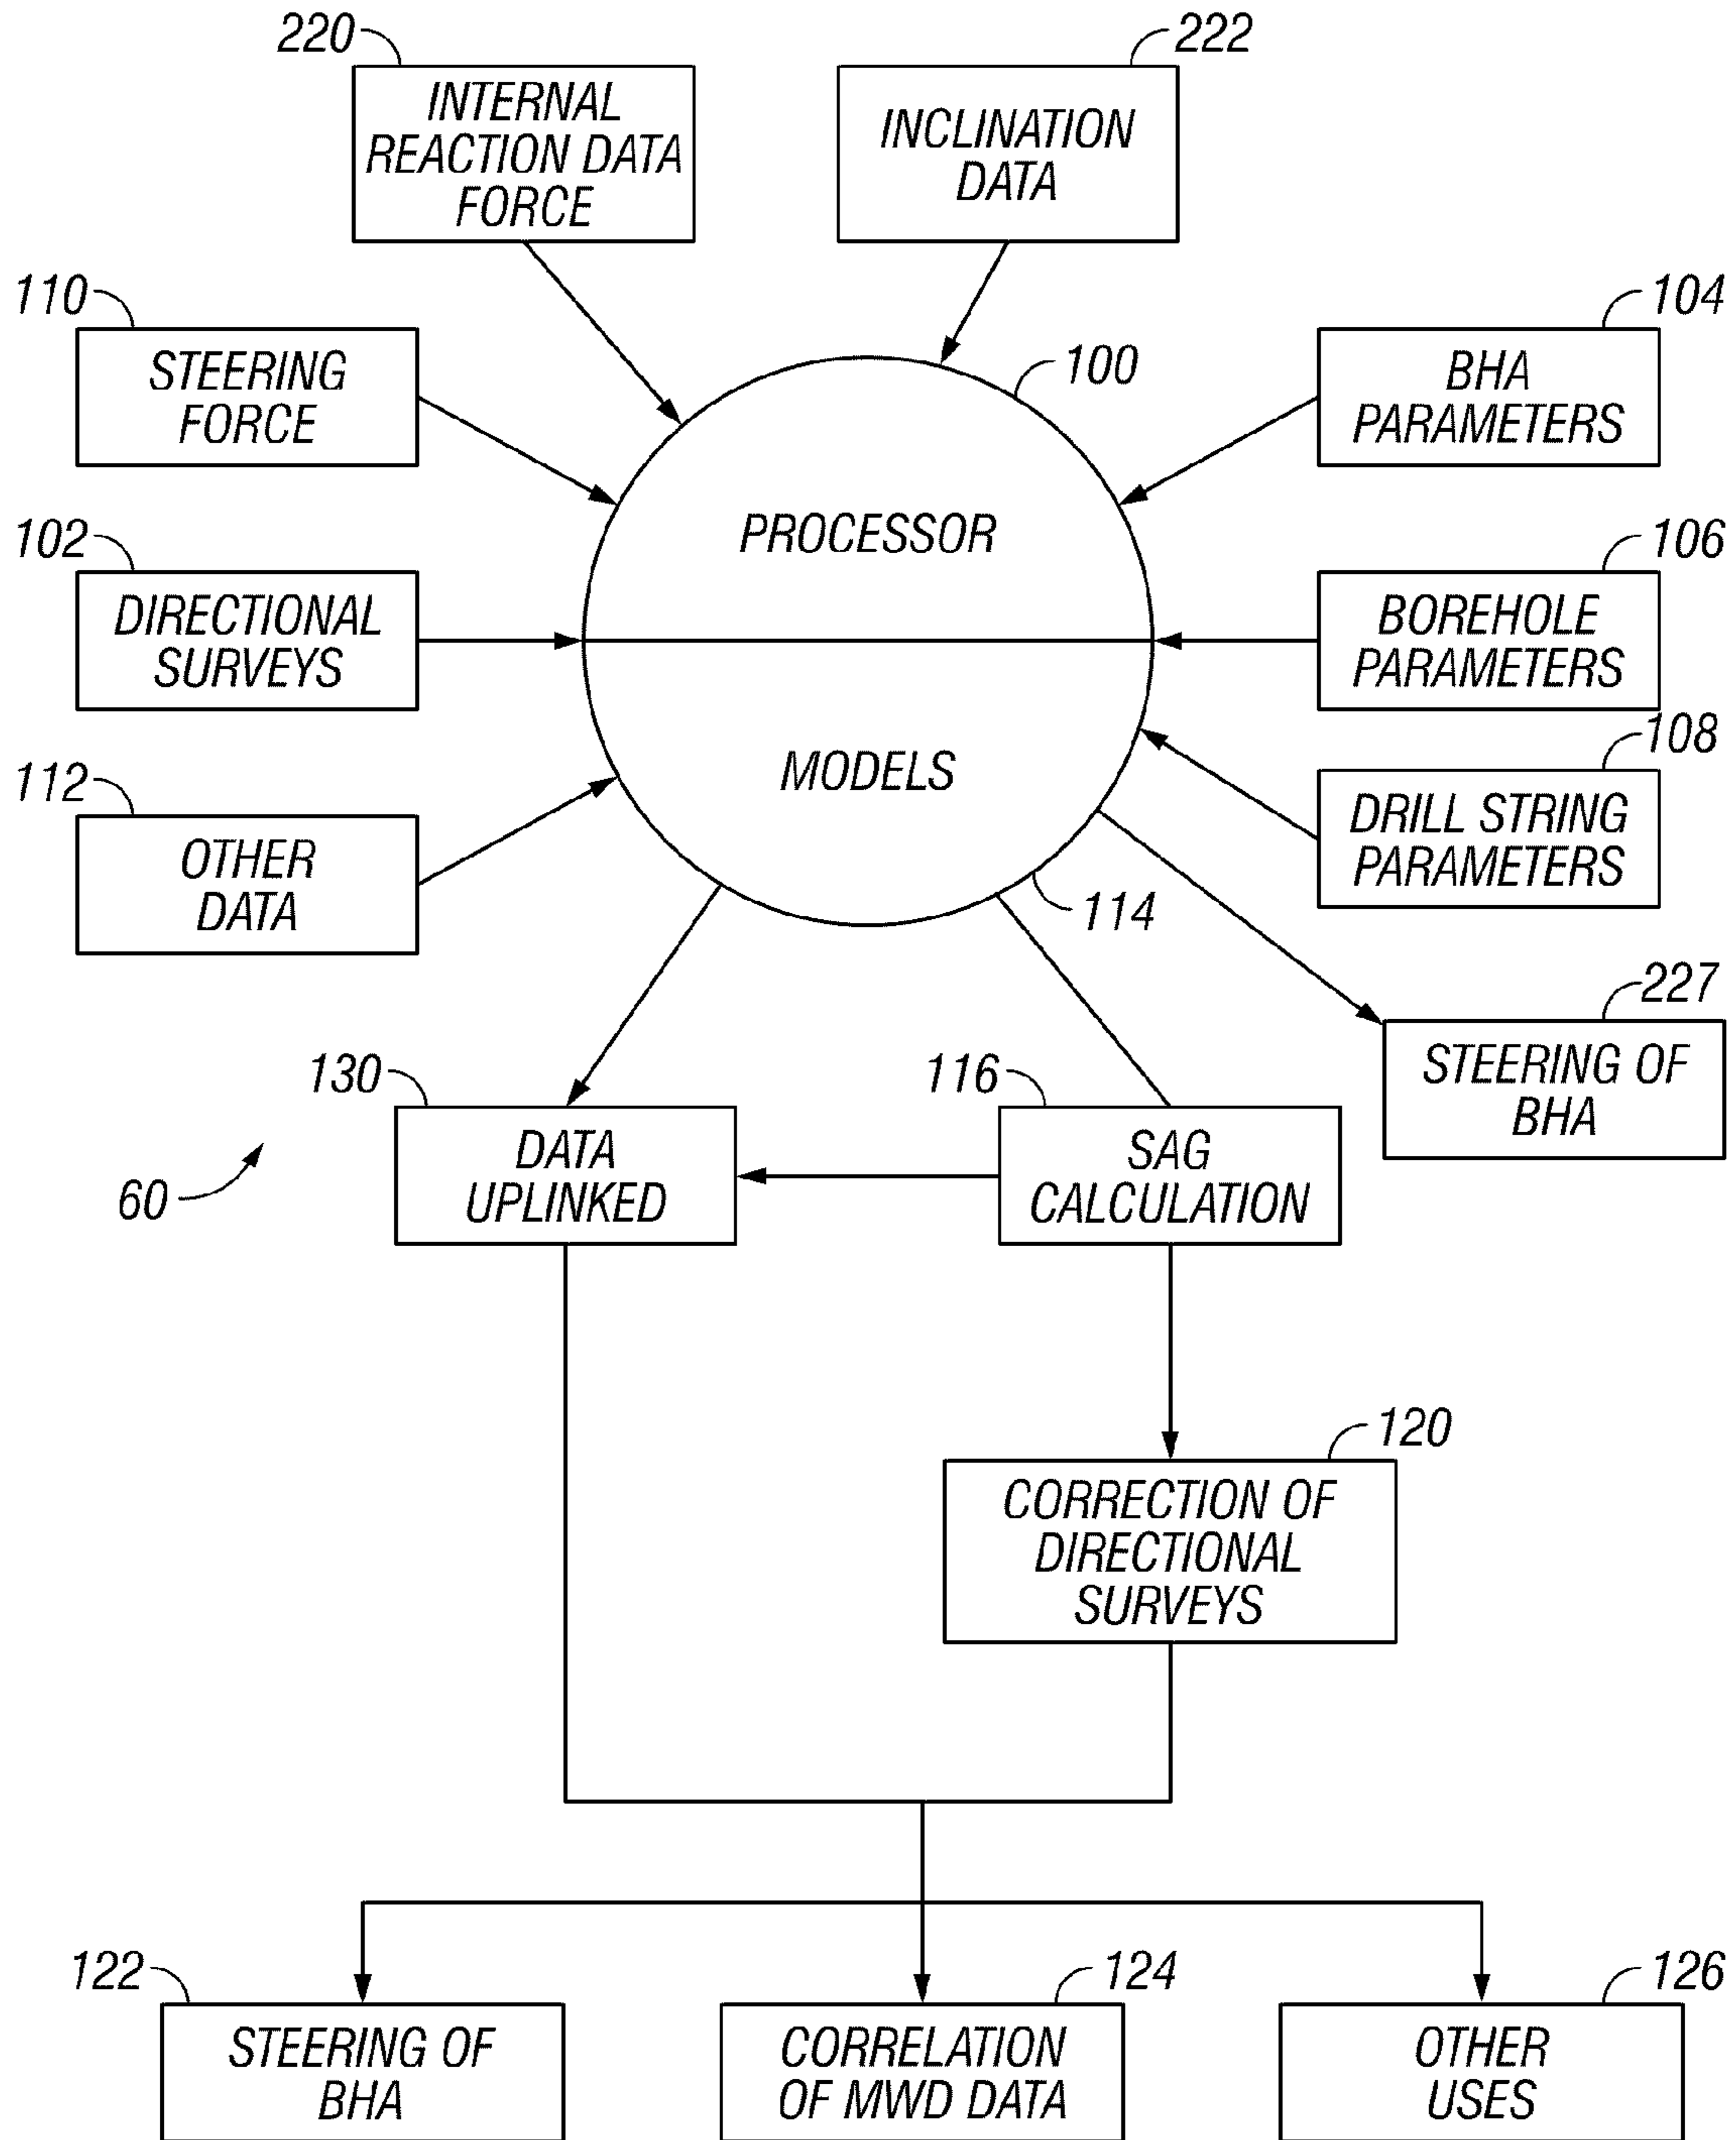 220
INTERNAL
REACTION DATA
FORCE
222
INCLINATION
DATA
110
STEERING
FORCE
100
104
BHA
PARAMETERS
102
DIRECTIONAL
SURVEYS
PROCESSOR
106
BOREHOLE
PARAMETERS
112
OTHER
DATA
MODELS
108
DRILL STRING
PARAMETERS
114
227
STEERING OF
BHA
130
DATA
UPLINKED
116
SAG
CALCULATION
60
120
CORRECTION OF
DIRECTIONAL
SURVEYS
122
STEERING OF
BHA
124
CORRELATION
OF MWD DATA
126
OTHER
USES